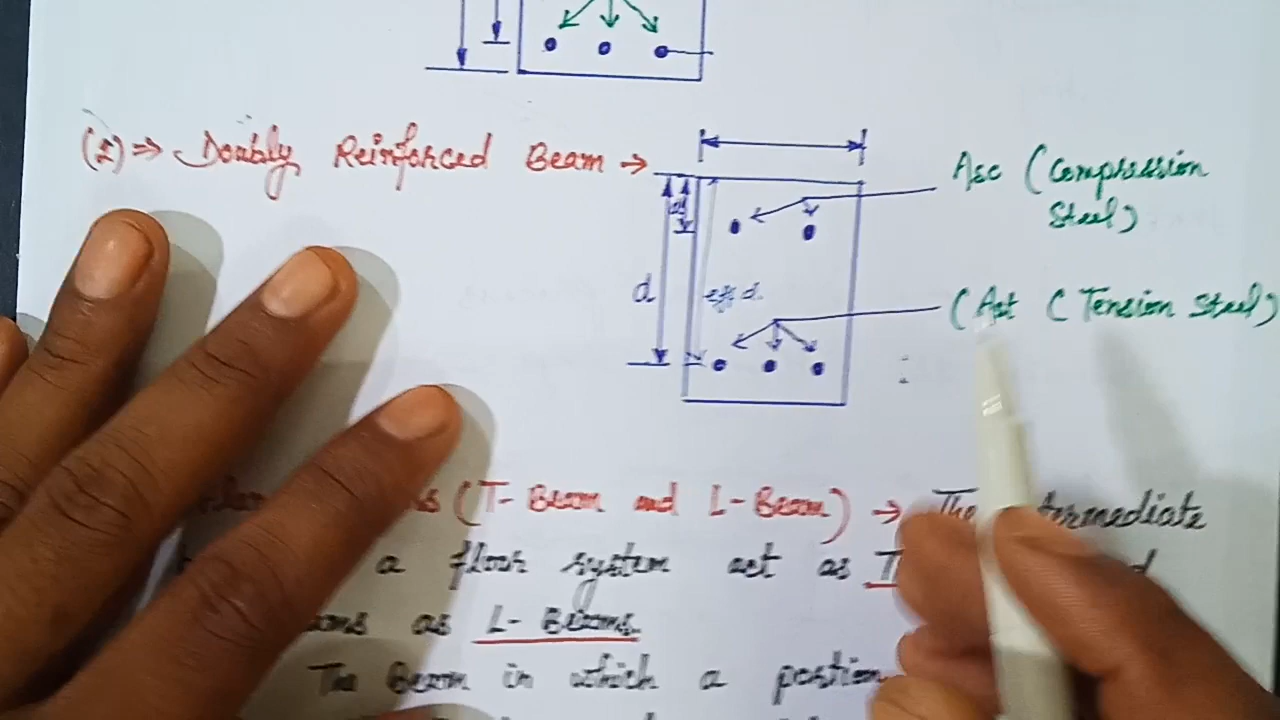 (2) ⇒ Doubly Reinforced Beam →
Asc (Compression
Steel)
d'
d
eff d.
(Ast (Tension Steel)
(T- Beam and L- Beam) → The
a floor system act as T
as L- Beams.
The Beam in which a portion